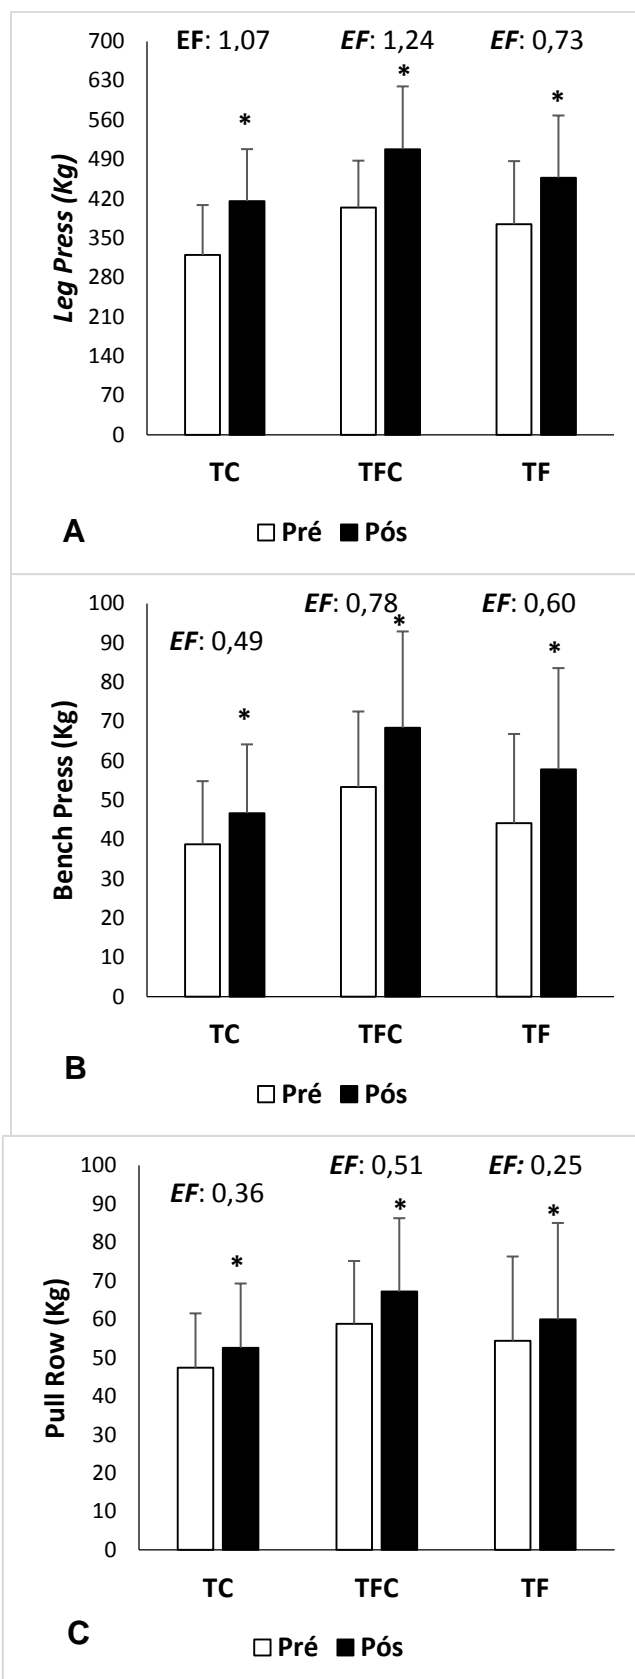 EF: 1,07 EF: 1,24 EF: 0,73
700
630
560
490
420
350
280
210
140
70
0
* * *
Leg Press (Kg)
TC TFC TF
A
Pré Pós
EF: 0,49 EF: 0,78 EF: 0,60
100
90
80
70
60
50
40
30
20
10
0
* * *
Bench Press (Kg)
TC TFC TF
B
Pré Pós
EF: 0,36 EF: 0,51 EF: 0,25
100
90
80
70
60
50
40
30
20
10
0
* * *
Pull Row (Kg)
TC TFC TF
C
Pré Pós